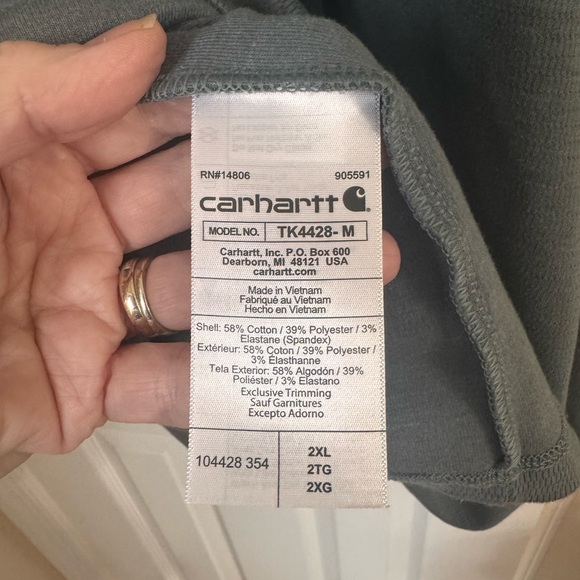 RN#14806 905591
carhartt
MODEL NO. TK4428- M
Carhartt, Inc. P.O. Box 600
Dearborn, MI 48121 USA
carhartt.com
Made in Vietnam
Fabriqué au Vietnam
Hecho en Vietnam
Shell: 58% Cotton / 39% Polyester / 3%
Elastane (Spandex)
Extérieur: 58% Coton / 39% Polyester
/ 3% Élasthanne
Tela Exterior: 58% Algodón / 39%
Poliéster / 3% Elastano
Exclusive Trimming
Sauf Garnitures
Excepto Adorno
104428 354
2XL
2TG
2XG